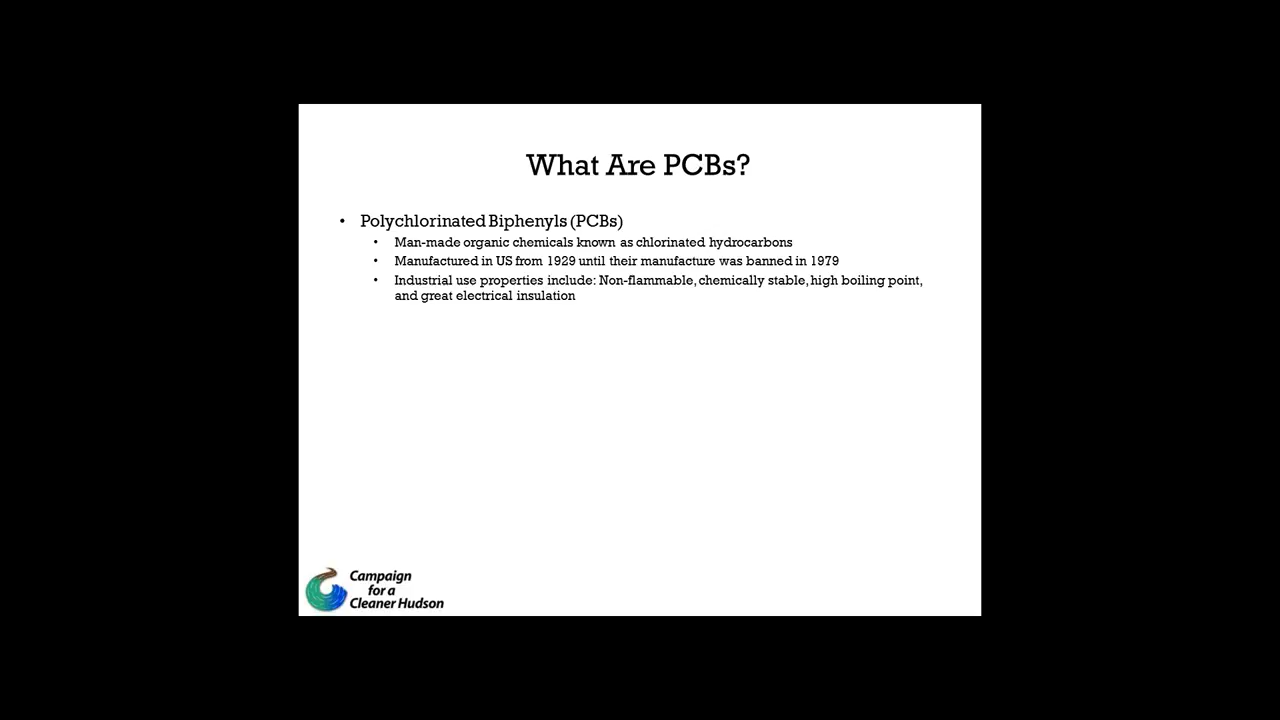 What Are PCBs?
• Polychlorinated Biphenyls (PCBs)
• Man-made organic chemicals known as chlorinated hydrocarbons
• Manufactured in US from 1929 until their manufacture was banned in 1979
• Industrial use properties include: Non-flammable, chemically stable, high boiling point,
and great electrical insulation
Campaign
for a
Cleaner Hudson